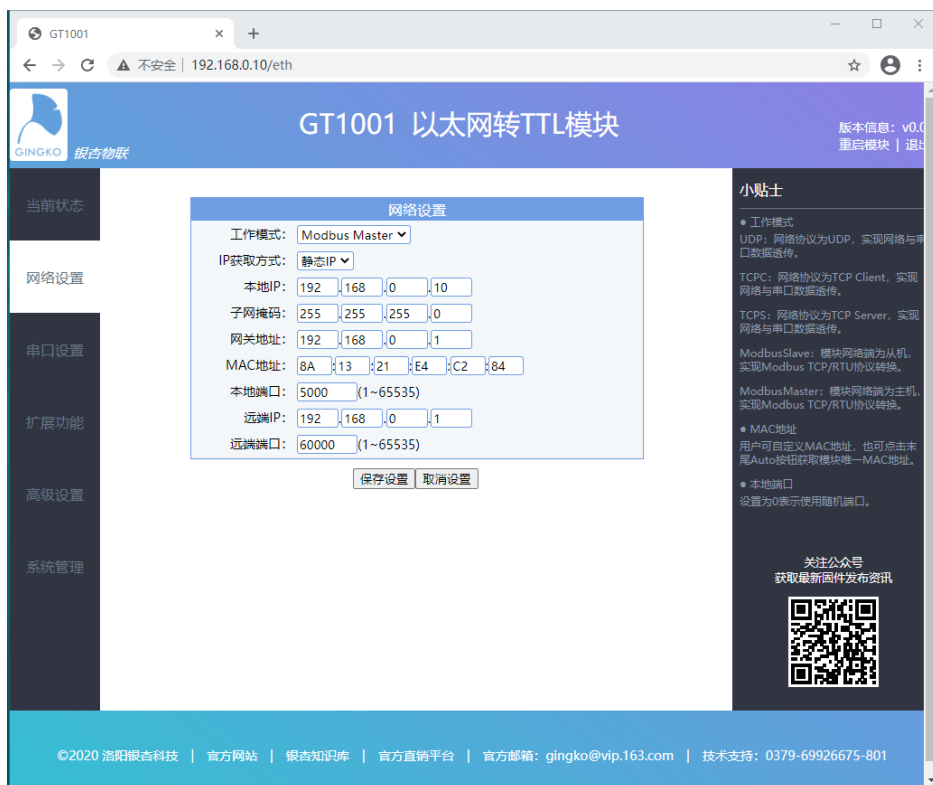 GT1001
不安全 | 192.168.0.10/eth
GINGKO 银杏物联
GT1001 以太网转TTL模块
版本信息：v0.0
重启模块 | 退出
当前状态
网络设置
串口设置
扩展功能
高级设置
系统管理
网络设置
工作模式： Modbus Master
IP获取方式： 静态IP
本地IP： 192 .168 .0 .10
子网掩码： 255 .255 .255 .0
网关地址： 192 .168 .0 .1
MAC地址： 8A :13 :21 :E4 :C2 :84
本地端口： 5000 (1~65535)
远端IP： 192 .168 .0 .1
远端端口： 60000 (1~65535)
保存设置 取消设置
小贴士
● 工作模式
UDP：网络协议为UDP，实现网络与串
口数据透传。
TCPC：网络协议为TCP Client，实现
网络与串口数据透传。
TCPS：网络协议为TCP Server，实现
网络与串口数据透传。
ModbusSlave：模块网络端为从机，
实现Modbus TCP/RTU协议转换。
ModbusMaster：模块网络端为主机，
实现Modbus TCP/RTU协议转换。
● MAC地址
用户可自定义MAC地址，也可点击末
尾Auto按钮获取模块唯一MAC地址。
● 本地端口
设置为0表示使用随机端口。
关注公众号
获取最新固件发布资讯
©2020 洛阳银杏科技 | 官方网站 | 银杏知识库 | 官方直销平台 | 官方邮箱：gingko@vip.163.com | 技术支持：0379-69926675-801